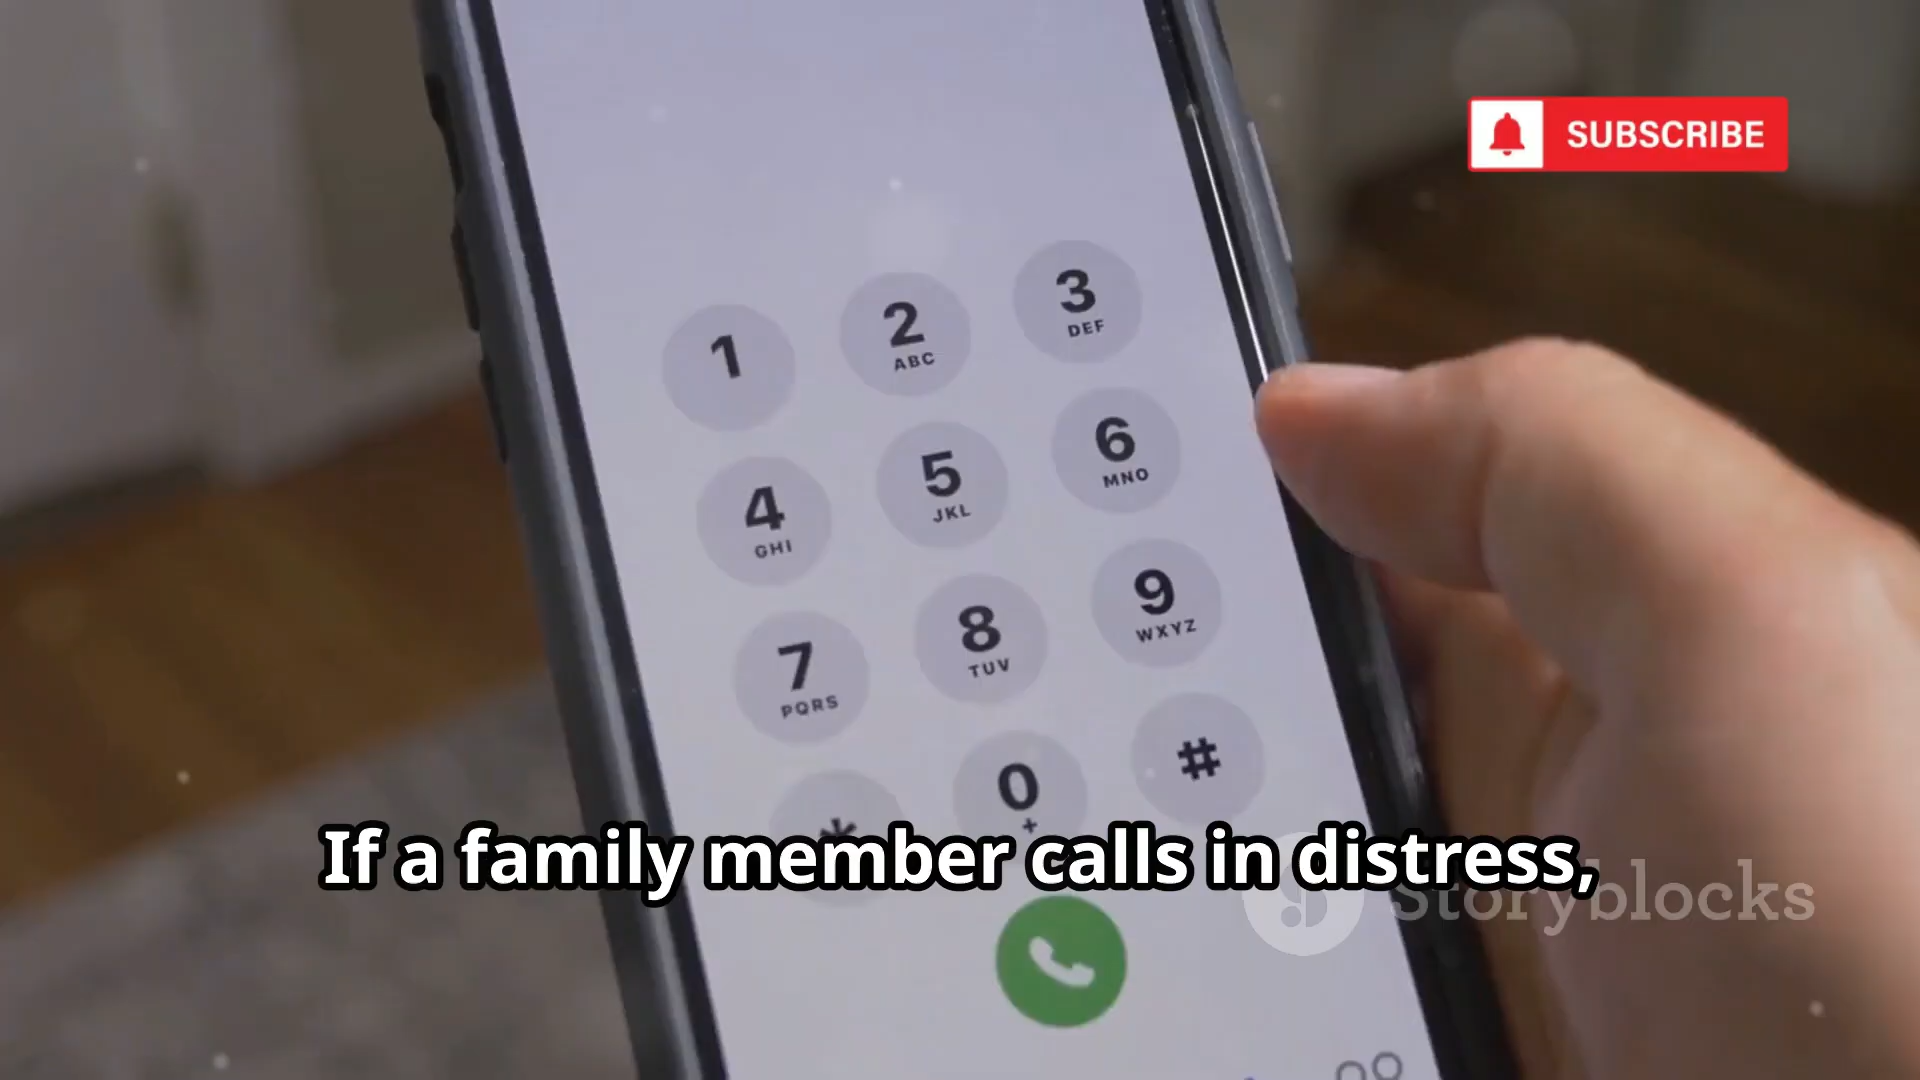 SUBSCRIBE
1
2
ABC
3
DEF
4
GHI
5
JKL
6
MNO
7
PQRS
8
TUV
9
WXYZ
*
0
+
#
If a family member calls in distress,
Storyblocks